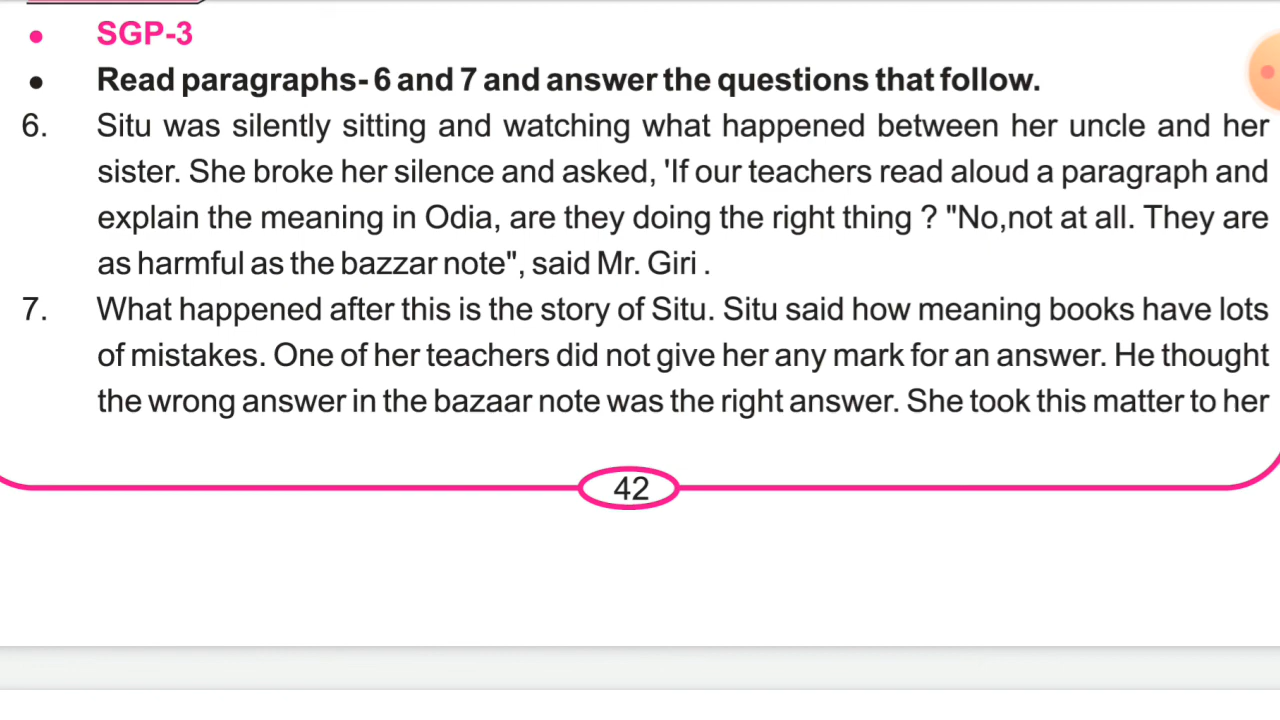 • SGP-3
• Read paragraphs- 6 and 7 and answer the questions that follow.
6. Situ was silently sitting and watching what happened between her uncle and her
sister. She broke her silence and asked, 'If our teachers read aloud a paragraph and
explain the meaning in Odia, are they doing the right thing ? "No,not at all. They are
as harmful as the bazzar note", said Mr. Giri .
7. What happened after this is the story of Situ. Situ said how meaning books have lots
of mistakes. One of her teachers did not give her any mark for an answer. He thought
the wrong answer in the bazaar note was the right answer. She took this matter to her
42